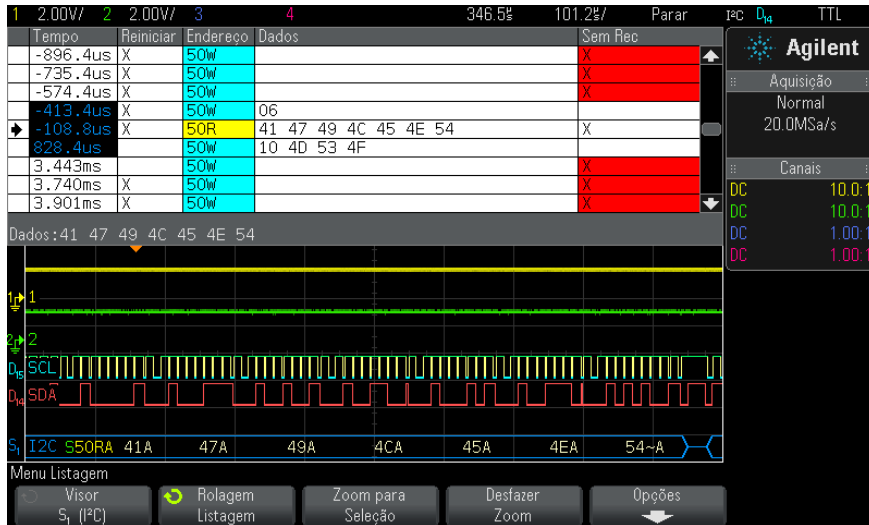 1 2.00V/ 2 2.00V/ 3 4 346.5µs 101.2µs/ Parar I²C D14 TTL
Tempo Reiniciar Endereço Dados Sem Rec
-896.4us X 50W X
-735.4us X 50W X
-574.4us X 50W X
-413.4us X 50W 06
-108.8us X 50R 41 47 49 4C 45 4E 54 X
828.4us 50W 10 4D 53 4F
3.443ms 50W X
3.740ms X 50W X
3.901ms X 50W X
Dados:41 47 49 4C 45 4E 54
Agilent
Aquisição
Normal
20.0MSa/s
Canais
DC 10.0:1
DC 10.0:1
DC 1.00:1
DC 1.00:1
1 1
2 2
D15 SCL
D14 SDA
S1 I2C S50RA 41A 47A 49A 4CA 45A 4EA 54~A
Menu Listagem
Visor
S1 (I²C)
Rolagem
Listagem
Zoom para
Seleção
Desfazer
Zoom
Opções